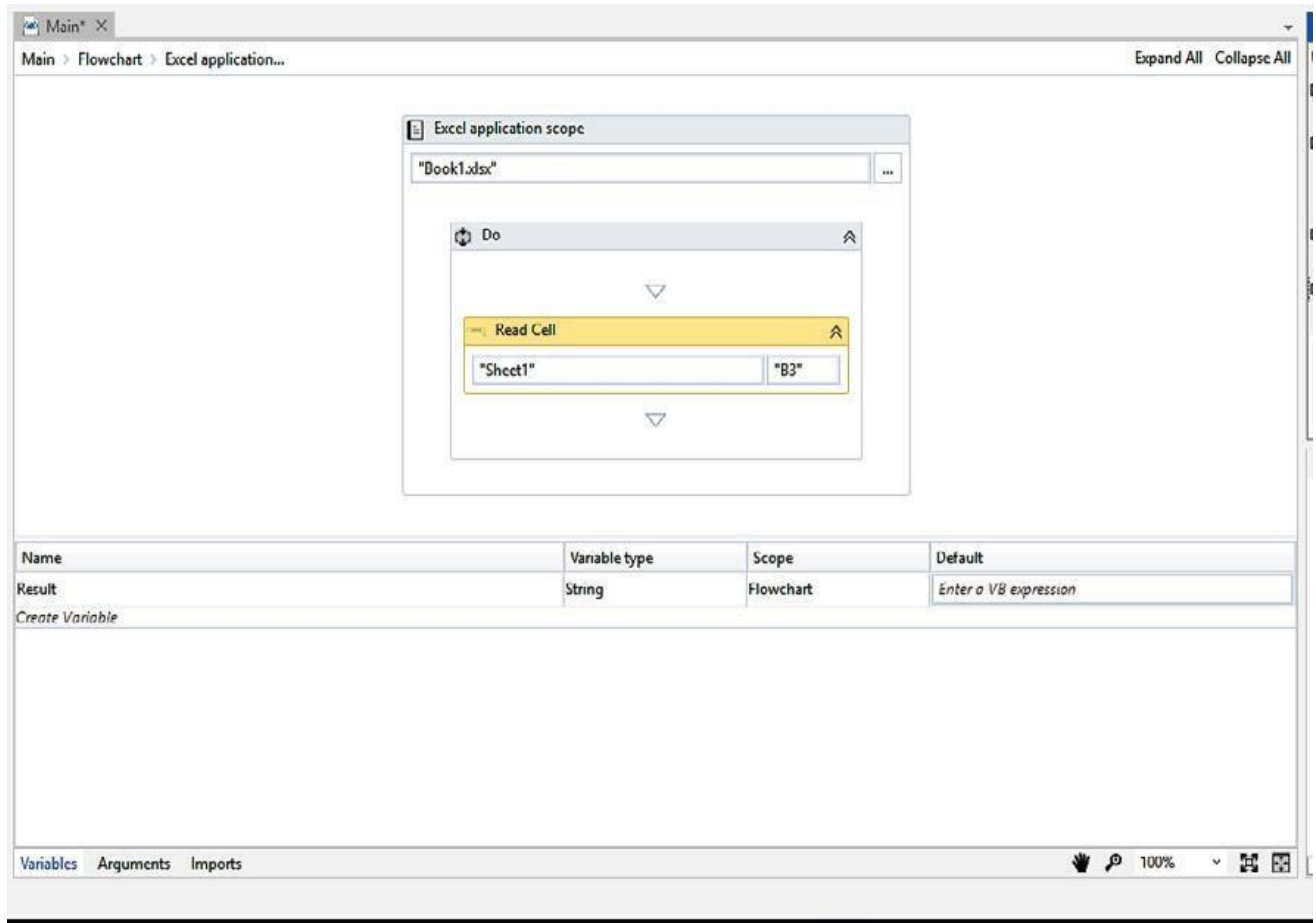 Main*
Main > Flowchart > Excel application... Expand All Collapse All
Excel application scope
"Book1.xlsx" ...
Do
Read Cell
"Sheet1" "B3"
Name Variable type Scope Default
Result String Flowchart Enter a VB expression
Create Variable
Variables Arguments Imports 100%